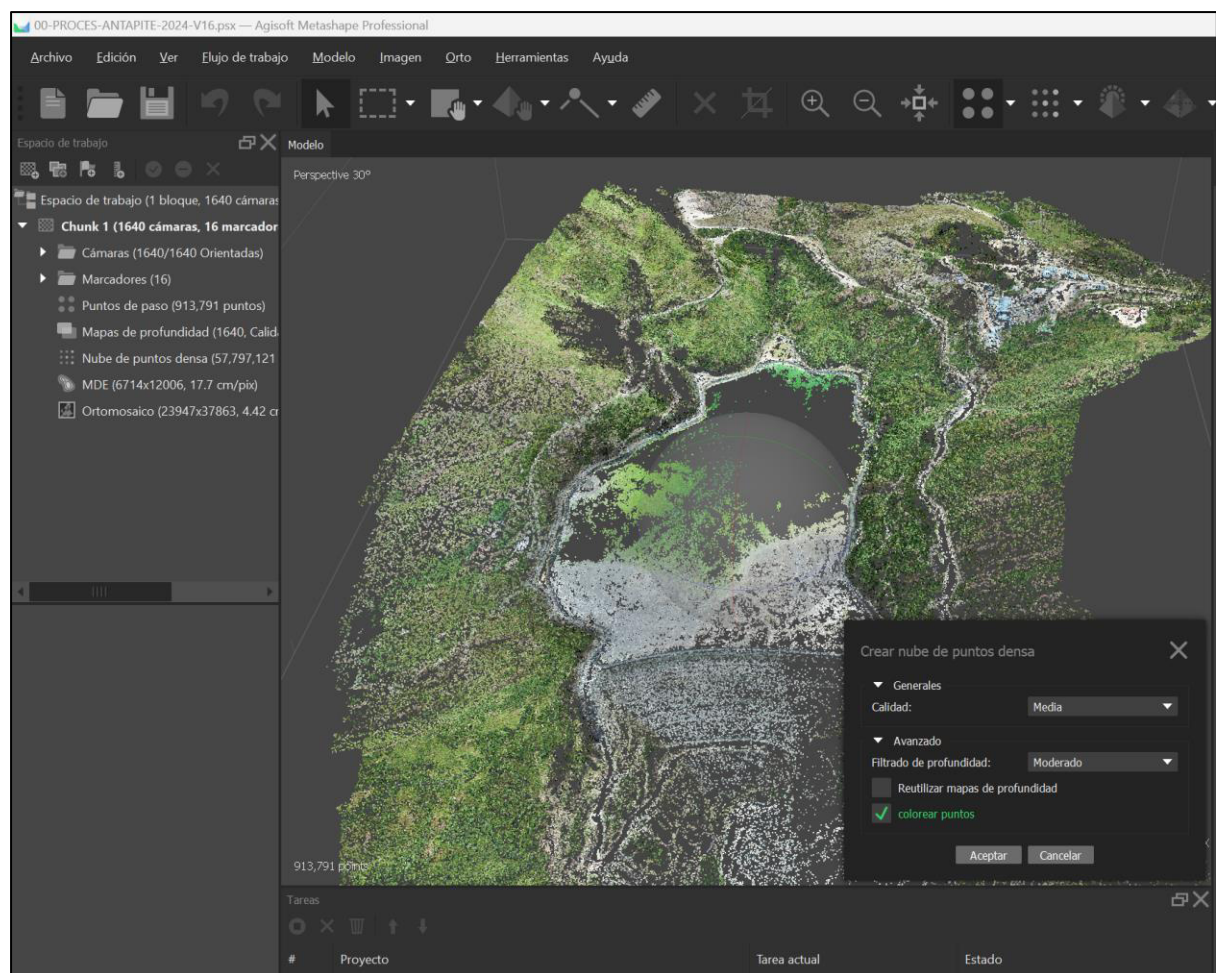 00-PROCES-ANTAPITE-2024-V16.psx — Agisoft Metashape Professional
Archivo Edición Ver Flujo de trabajo Modelo Imagen Orto Herramientas Ayuda
Espacio de trabajo
Modelo
Perspective 30°
Espacio de trabajo (1 bloque, 1640 cámaras
Chunk 1 (1640 cámaras, 16 marcador
Cámaras (1640/1640 Orientadas)
Marcadores (16)
Puntos de paso (913,791 puntos)
Mapas de profundidad (1640, Calid
Nube de puntos densa (57,797,121
MDE (6714x12006, 17.7 cm/pix)
Ortomosaico (23947x37863, 4.42 cr
Crear nube de puntos densa
Generales
Calidad: Media
Avanzado
Filtrado de profundidad: Moderado
Reutilizar mapas de profundidad
colorear puntos
Aceptar Cancelar
913,791 points
Tareas
# Proyecto Tarea actual Estado